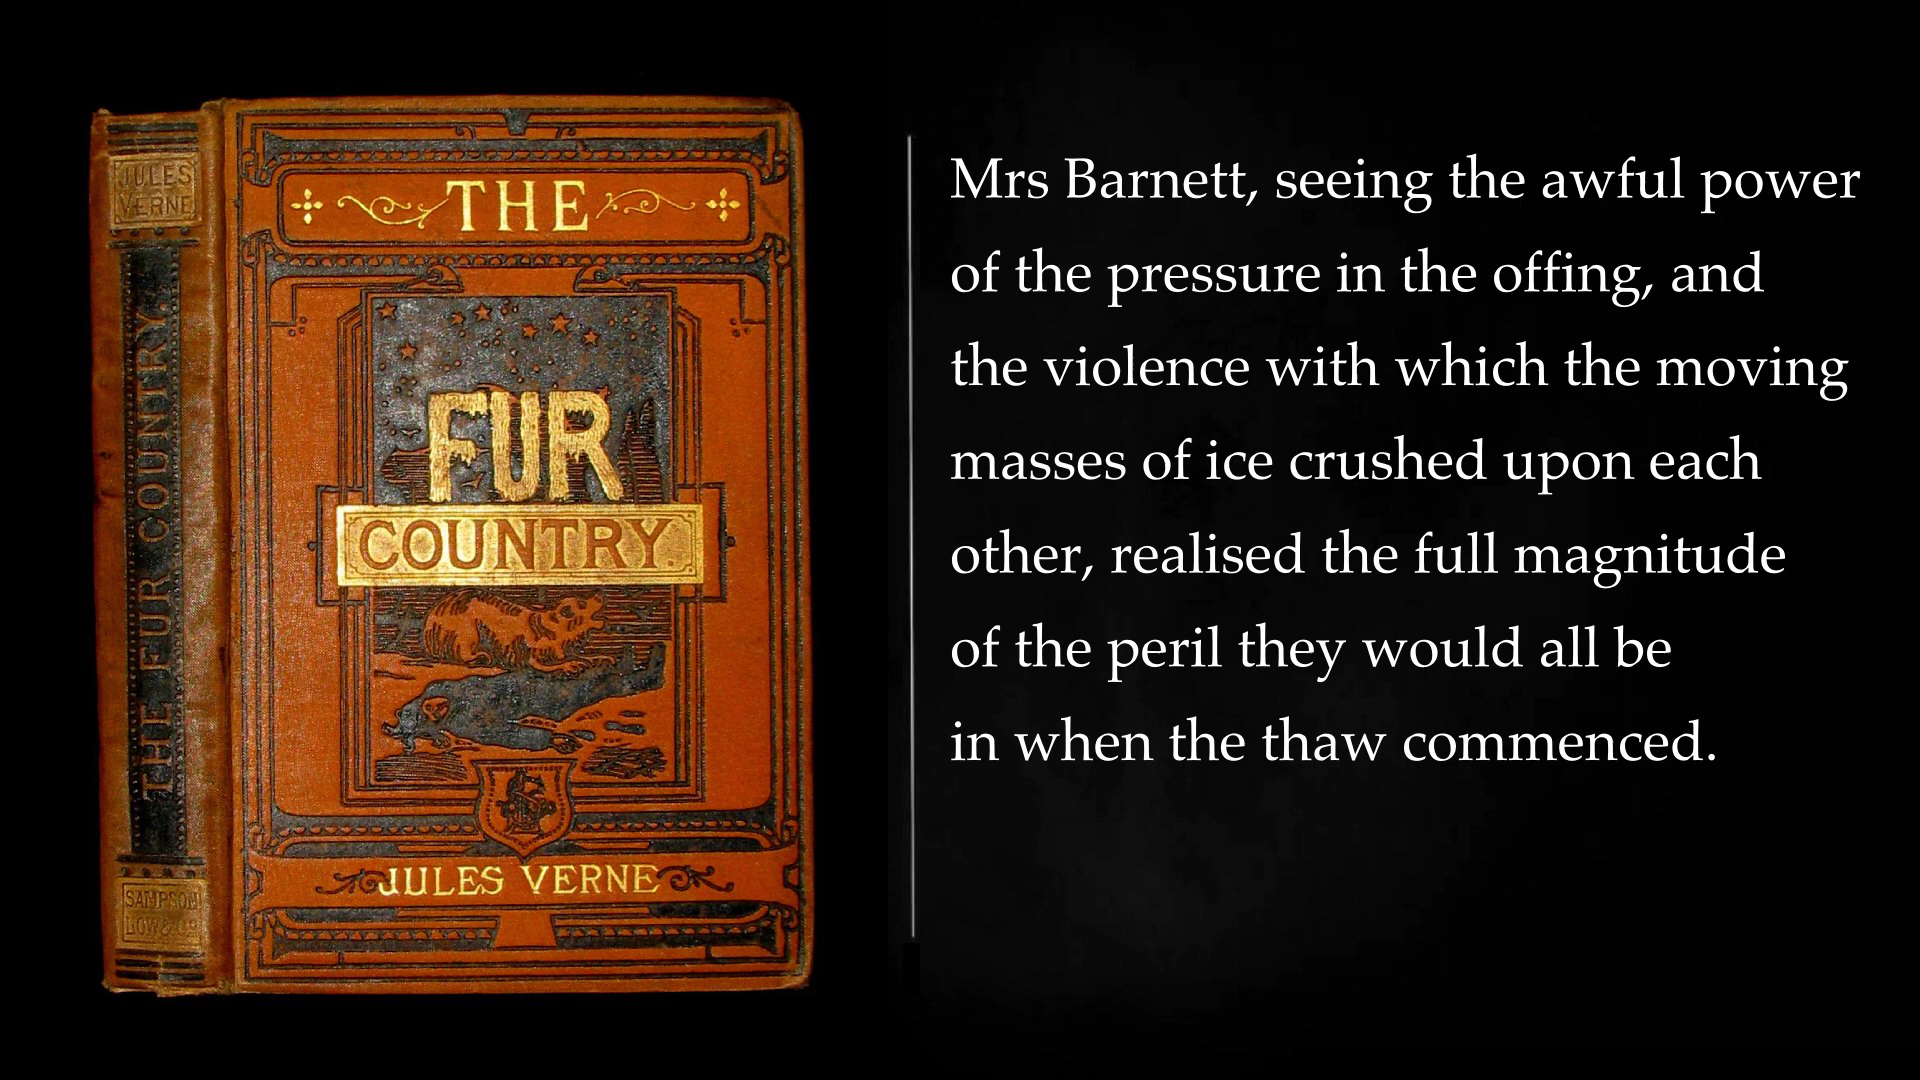 JULES
VERNE
THE FUR COUNTRY.
SAMPSON
LOW & Co
THE
FUR
COUNTRY.
JULES VERNE
Mrs Barnett, seeing the awful power
of the pressure in the offing, and
the violence with which the moving
masses of ice crushed upon each
other, realised the full magnitude
of the peril they would all be
in when the thaw commenced.